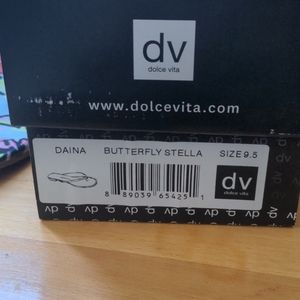 dv
dolce vita
www.dolcevita.com
DAINA BUTTERFLY STELLA SIZE 9.5
8 89039 65425 1
dv
dolce vita